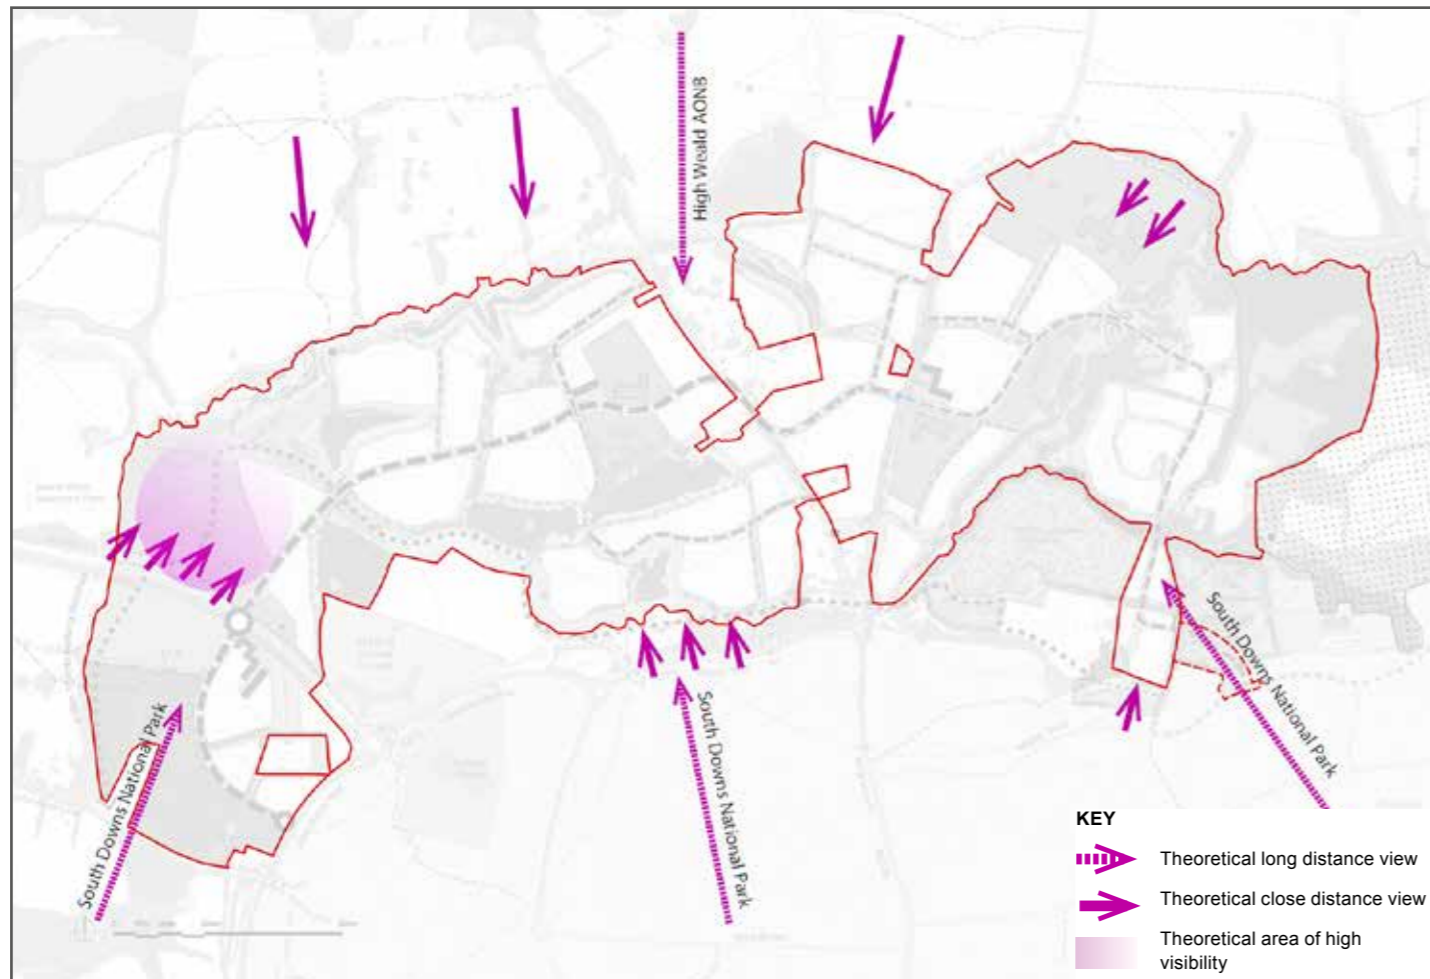 High Weald AONB
South Downs National Park
South Downs National Park
South Downs National Park
KEY
Theoretical long distance view
Theoretical close distance view
Theoretical area of high
visibility